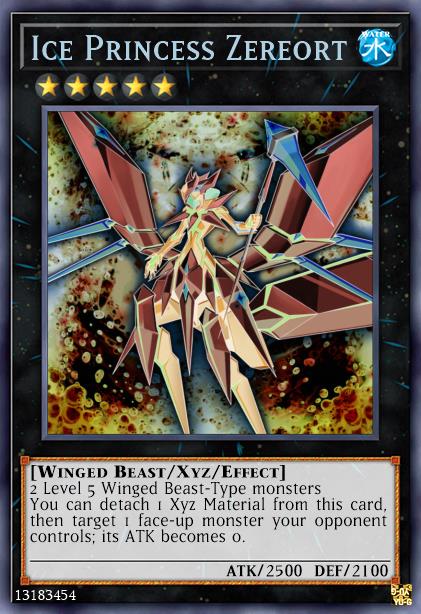 ICE PRINCESS ZEREORT
WATER
水
[WINGED BEAST/XYZ/EFFECT]
2 Level 5 Winged Beast-Type monsters
You can detach 1 Xyz Material from this card,
then target 1 face-up monster your opponent
controls; its ATK becomes 0.
ATK/2500 DEF/2100
13183454